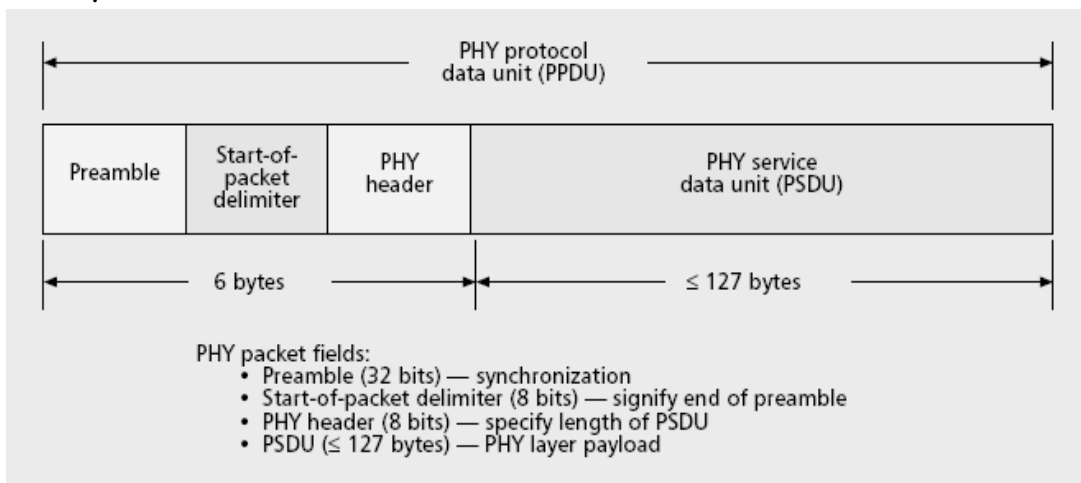 PHY protocol
data unit (PPDU)
Preamble
Start-of-
packet
delimiter
PHY
header
PHY service
data unit (PSDU)
6 bytes
≤ 127 bytes
PHY packet fields:
• Preamble (32 bits) — synchronization
• Start-of-packet delimiter (8 bits) — signify end of preamble
• PHY header (8 bits) — specify length of PSDU
• PSDU (≤ 127 bytes) — PHY layer payload